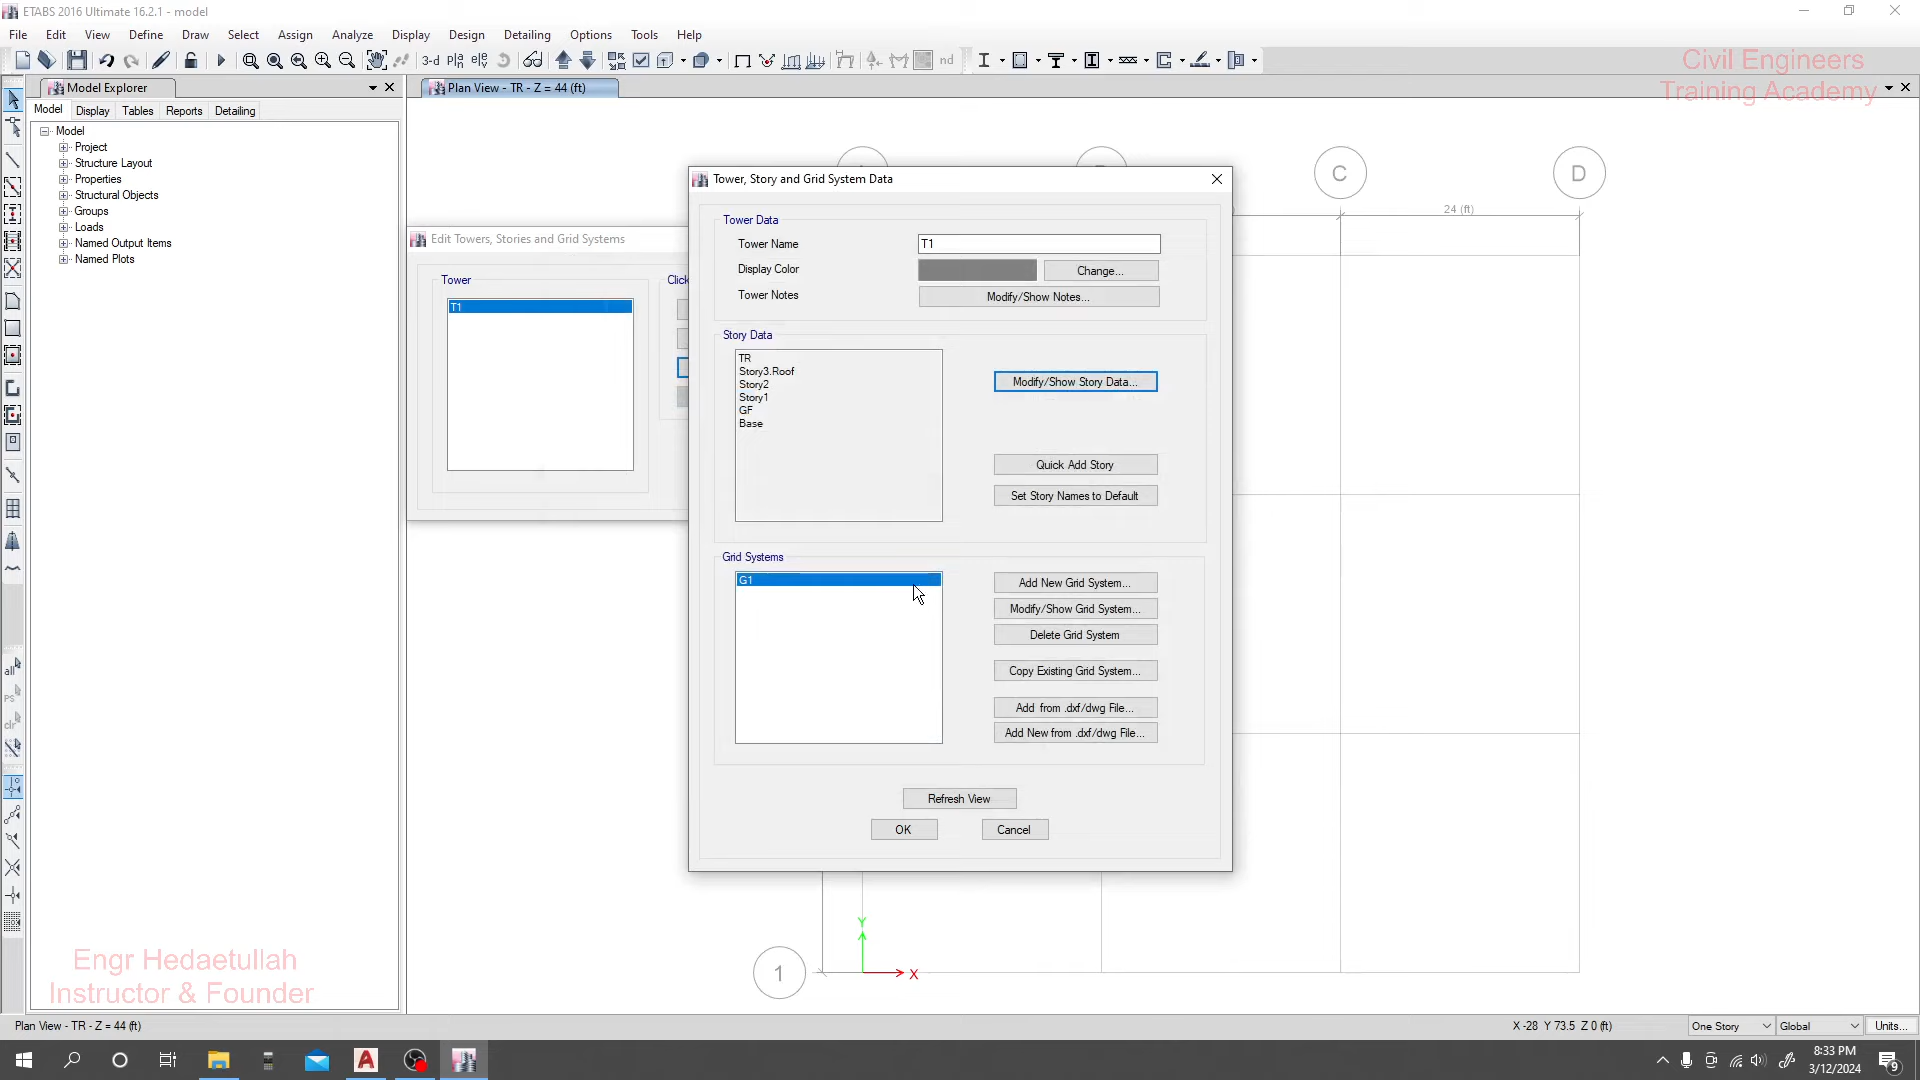 ETABS 2016 Ultimate 16.2.1 - model
File Edit View Define Draw Select Assign Analyze Display Design Detailing Options Tools Help
3-d
nd
Civil Engineers
Training Academy
Model Explorer
Plan View - TR - Z = 44 (ft)
Model Display Tables Reports Detailing
Model
Project
Structure Layout
Properties
Structural Objects
Groups
Loads
Named Output Items
Named Plots
all
PS
clr
C
D
24 (ft)
Edit Towers, Stories and Grid Systems
Tower
T1
Click
Tower, Story and Grid System Data
Tower Data
Tower Name T1
Display Color Change...
Tower Notes Modify/Show Notes...
Story Data
TR
Story3.Roof
Story2
Story1
GF
Base
Modify/Show Story Data...
Quick Add Story
Set Story Names to Default
Grid Systems
G1
Add New Grid System...
Modify/Show Grid System...
Delete Grid System
Copy Existing Grid System...
Add from .dxf/dwg File...
Add New from .dxf/dwg File...
Refresh View
OK Cancel
Y
X
1
Engr Hedaetullah
Instructor & Founder
Plan View - TR - Z = 44 (ft)
X -28 Y 73.5 Z 0 (ft)
One Story
Global
Units...
8:33 PM
3/12/2024
9